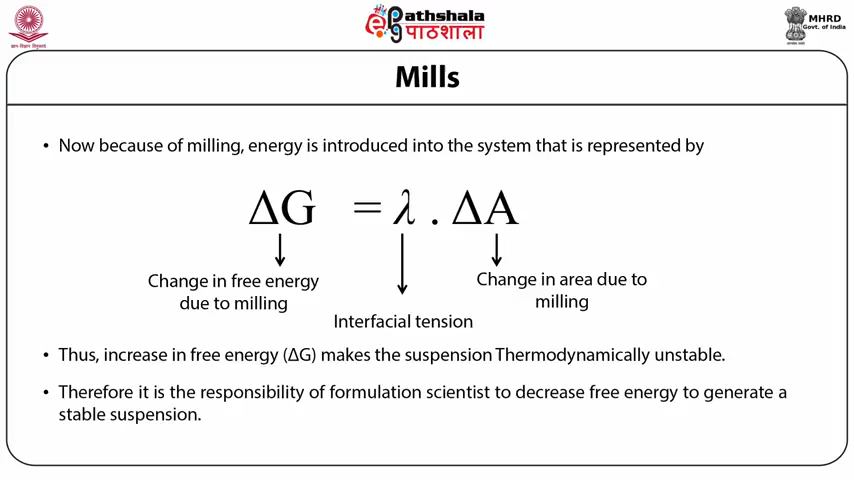 ePathshala
पाठशाला
MHRD
Govt. of India
Mills
• Now because of milling, energy is introduced into the system that is represented by
ΔG = λ . ΔA
Change in free energy
due to milling
Interfacial tension
Change in area due to
milling
• Thus, increase in free energy (ΔG) makes the suspension Thermodynamically unstable.
• Therefore it is the responsibility of formulation scientist to decrease free energy to generate a
stable suspension.